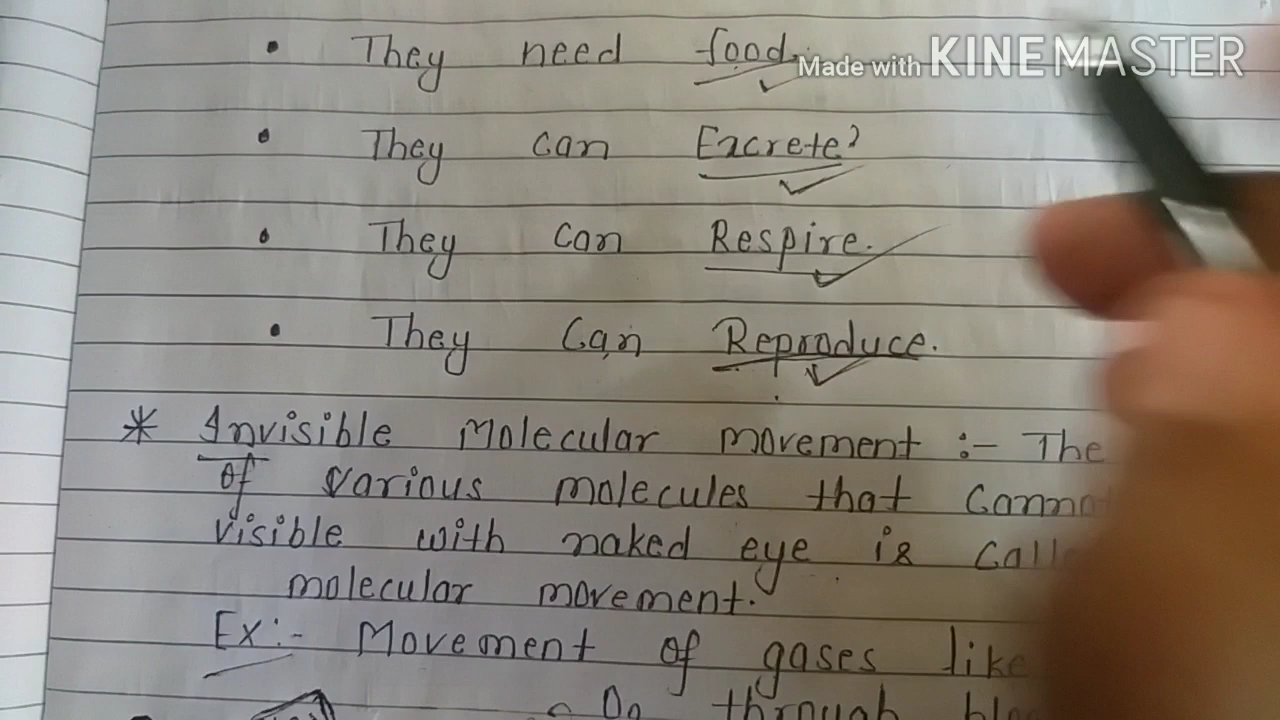 • They need food.
Made with KINEMASTER
• They can Excrete?
• They can Respire.
• They can Reproduce.
* Invisible Molecular movement :- The
of various molecules that
visible with naked eye is
molecular movement.
Ex:- Movement of gases like
through